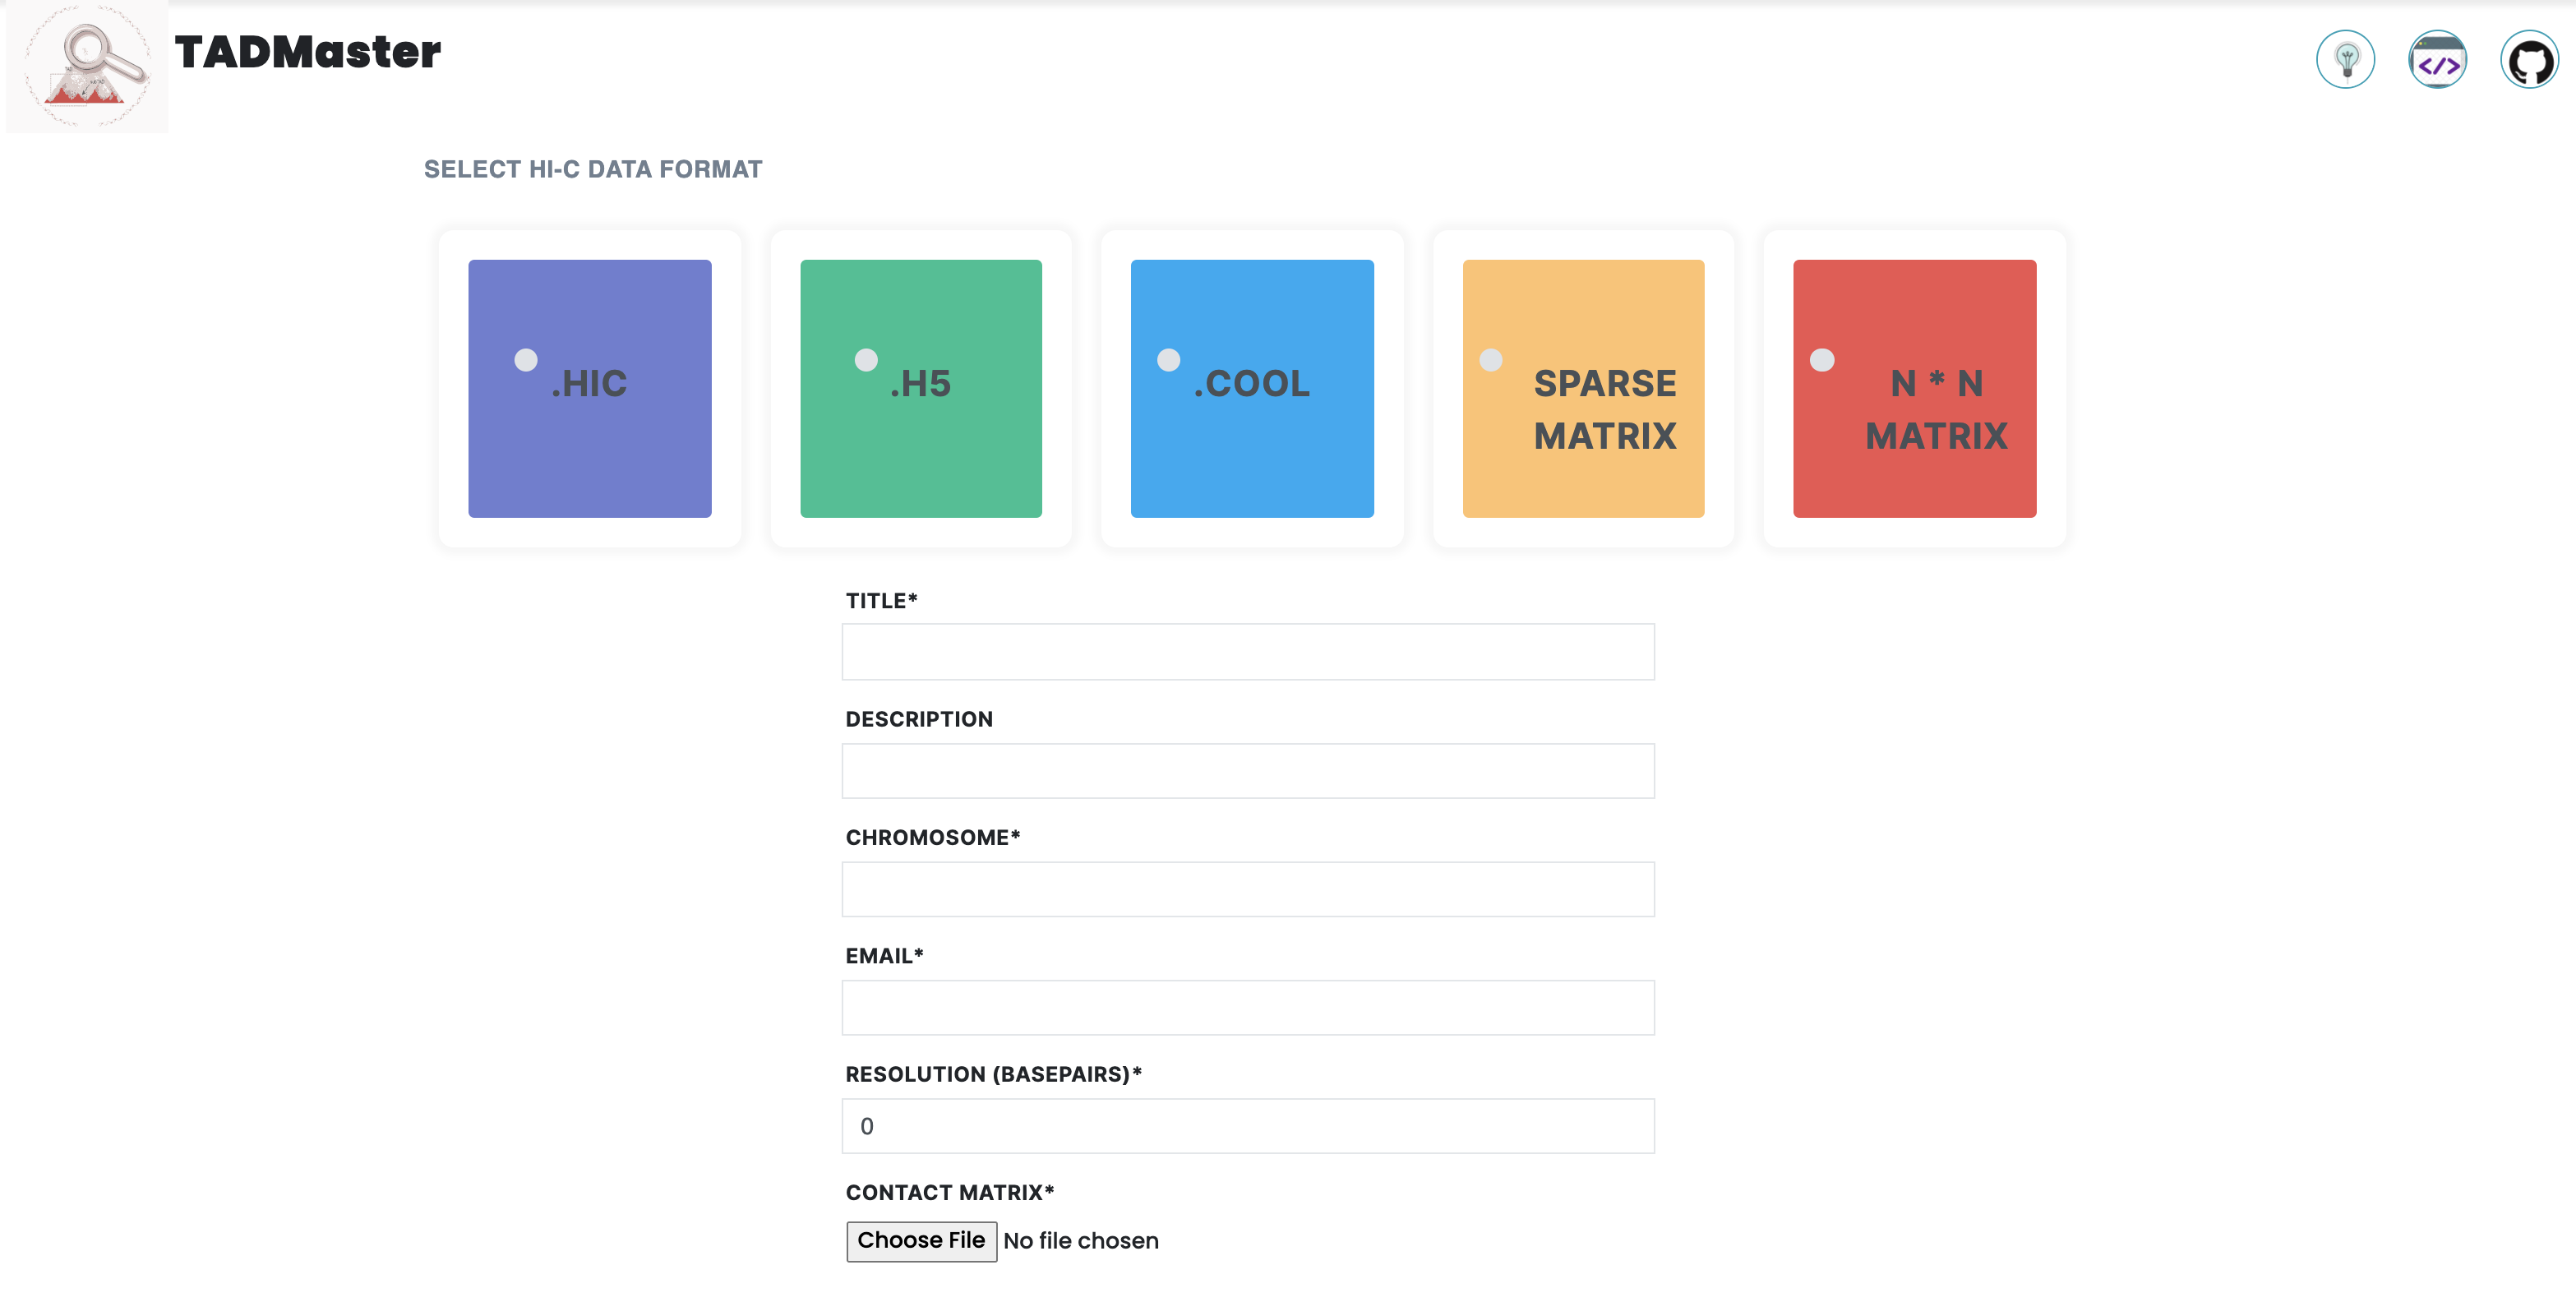 TADMaster
SELECT HI-C DATA FORMAT
.HIC
.H5
.COOL
SPARSE
MATRIX
N * N
MATRIX
TITLE*
DESCRIPTION
CHROMOSOME*
EMAIL*
RESOLUTION (BASEPAIRS)*
0
CONTACT MATRIX*
Choose File No file chosen